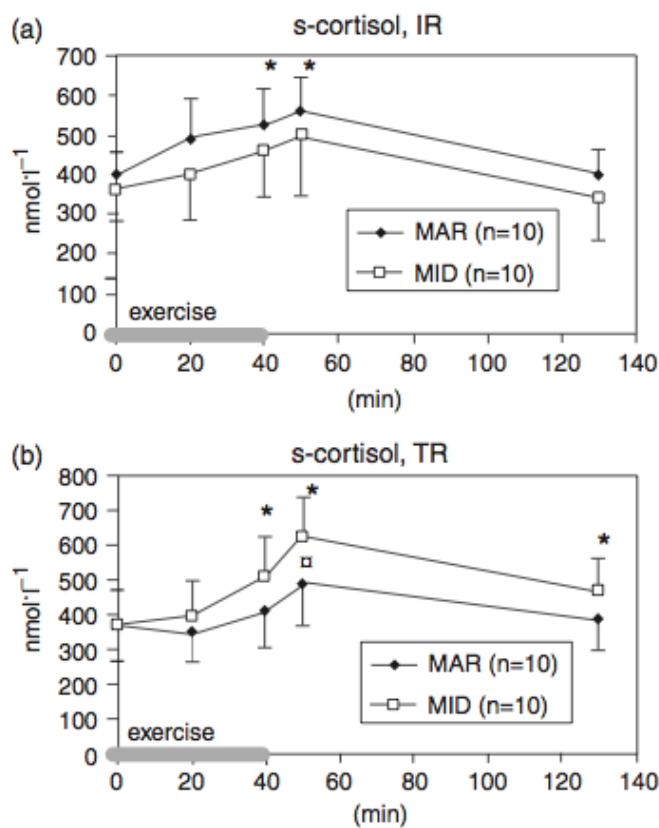 (a)
s-cortisol, IR
700
600
500
400
300
200
100
0
nmol·l⁻¹
* *
MAR (n=10)
MID (n=10)
exercise
0 20 40 60 80 100 120 140
(min)
(b)
s-cortisol, TR
800
700
600
500
400
300
200
100
0
nmol·l⁻¹
* * *
¤
MAR (n=10)
MID (n=10)
exercise
0 20 40 60 80 100 120 140
(min)